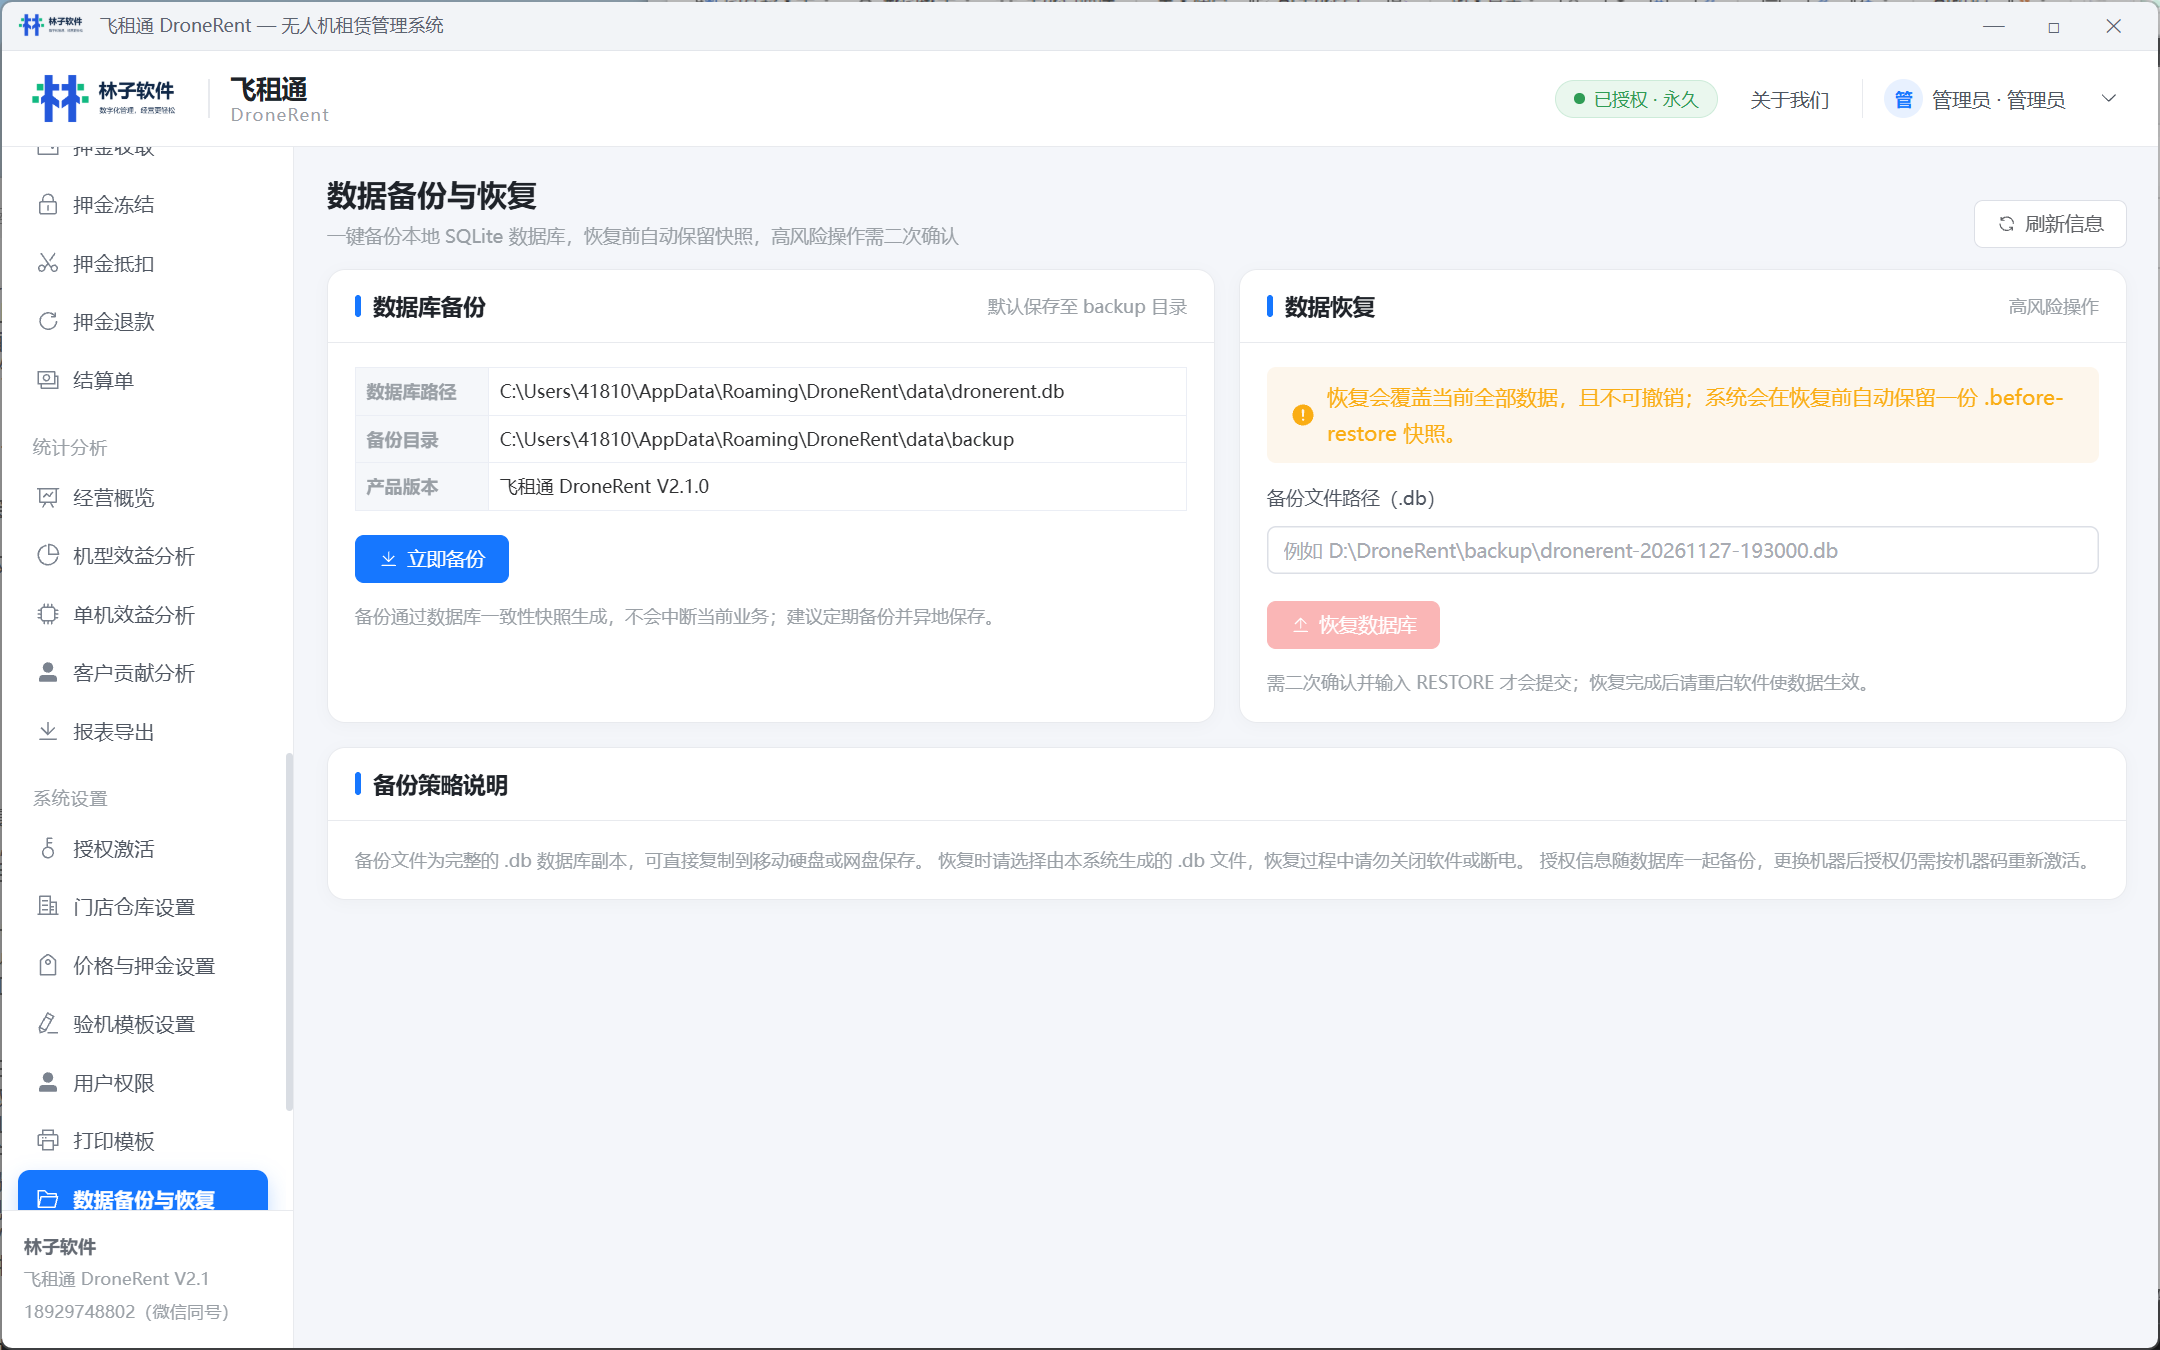 林子软件
飞租通 DroneRent — 无人机租赁管理系统
林子软件
数字化管理，经营更轻松
飞租通
DroneRent
已授权 · 永久
关于我们
管
管理员 · 管理员
押金收取
押金冻结
押金抵扣
押金退款
结算单
统计分析
经营概览
机型效益分析
单机效益分析
客户贡献分析
报表导出
系统设置
授权激活
门店仓库设置
价格与押金设置
验机模板设置
用户权限
打印模板
数据备份与恢复
林子软件
飞租通 DroneRent V2.1
18929748802（微信同号）
数据备份与恢复
一键备份本地 SQLite 数据库，恢复前自动保留快照，高风险操作需二次确认
刷新信息
数据库备份
默认保存至 backup 目录
数据库路径 C:\Users\41810\AppData\Roaming\DroneRent\data\dronerent.db
备份目录 C:\Users\41810\AppData\Roaming\DroneRent\data\backup
产品版本 飞租通 DroneRent V2.1.0
立即备份
备份通过数据库一致性快照生成，不会中断当前业务；建议定期备份并异地保存。
数据恢复
高风险操作
恢复会覆盖当前全部数据，且不可撤销；系统会在恢复前自动保留一份 .before-
restore 快照。
备份文件路径（.db）
例如 D:\DroneRent\backup\dronerent-20261127-193000.db
恢复数据库
需二次确认并输入 RESTORE 才会提交；恢复完成后请重启软件使数据生效。
备份策略说明
备份文件为完整的 .db 数据库副本，可直接复制到移动硬盘或网盘保存。 恢复时请选择由本系统生成的 .db 文件，恢复过程中请勿关闭软件或断电。 授权信息随数据库一起备份，更换机器后授权仍需按机器码重新激活。